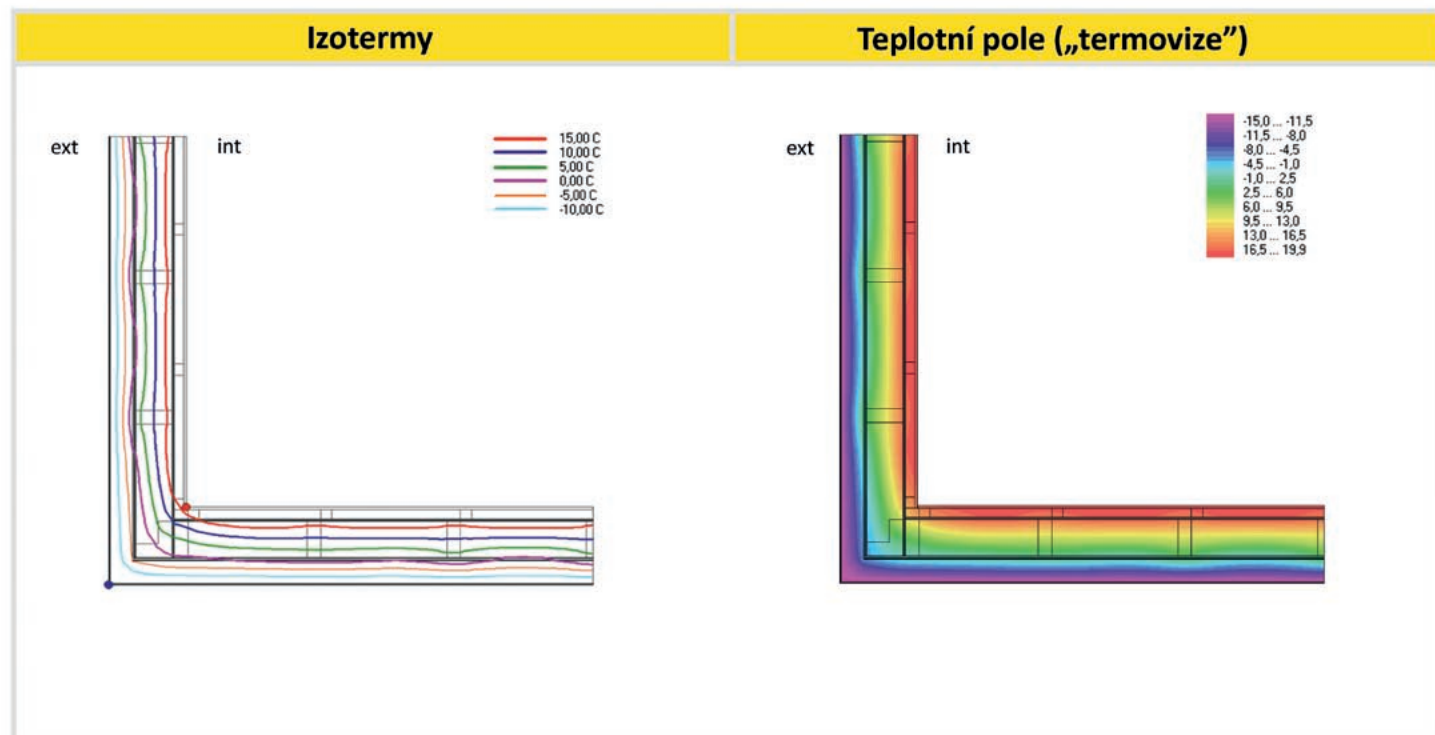 Izotermy
Teplotní pole („termovize”)
ext
int
15,00 C
10,00 C
5,00 C
0,00 C
-5,00 C
-10,00 C
ext
int
-15,0 ... -11,5
-11,5 ... -8,0
-8,0 ... -4,5
-4,5 ... -1,0
-1,0 ... 2,5
2,5 ... 6,0
6,0 ... 9,5
9,5 ... 13,0
13,0 ... 16,5
16,5 ... 19,9